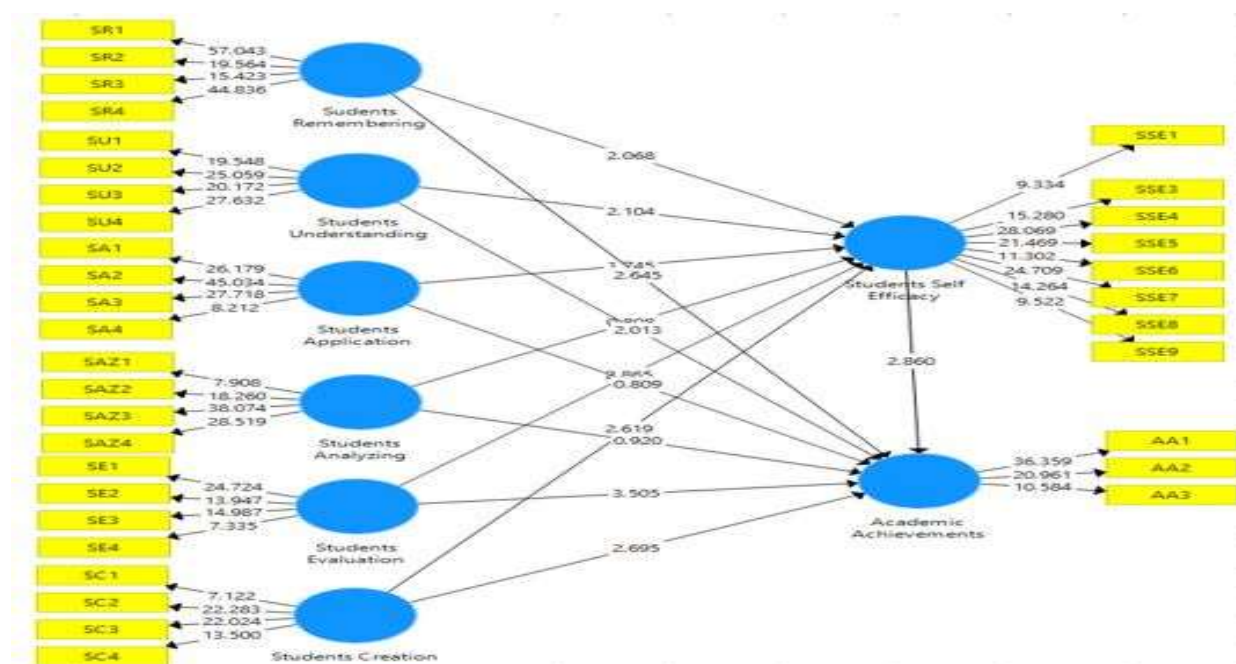 SR1
SR2
SR3
SR4
57.043
19.564
15.423
44.836
Sudents
Remembering
SU1
SU2
SU3
SU4
19.548
25.059
20.172
27.632
Students
Understanding
SA1
SA2
SA3
SA4
26.179
45.034
27.718
8.212
Students
Application
SAZ1
SAZ2
SAZ3
SAZ4
7.908
18.260
38.074
28.519
Students
Analyzing
SE1
SE2
SE3
SE4
24.724
13.947
14.987
7.335
Students
Evaluation
SC1
SC2
SC3
SC4
7.122
22.283
22.024
13.500
Students Creation
2.068
2.104
2.645
2.013
0.809
2.619
0.920
3.505
2.695
Students Self
Efficacy
2.860
Academic
Achievements
9.334
15.280
28.069
21.469
11.302
24.709
14.264
9.522
SSE1
SSE3
SSE4
SSE5
SSE6
SSE7
SSE8
SSE9
36.359
20.961
10.584
AA1
AA2
AA3